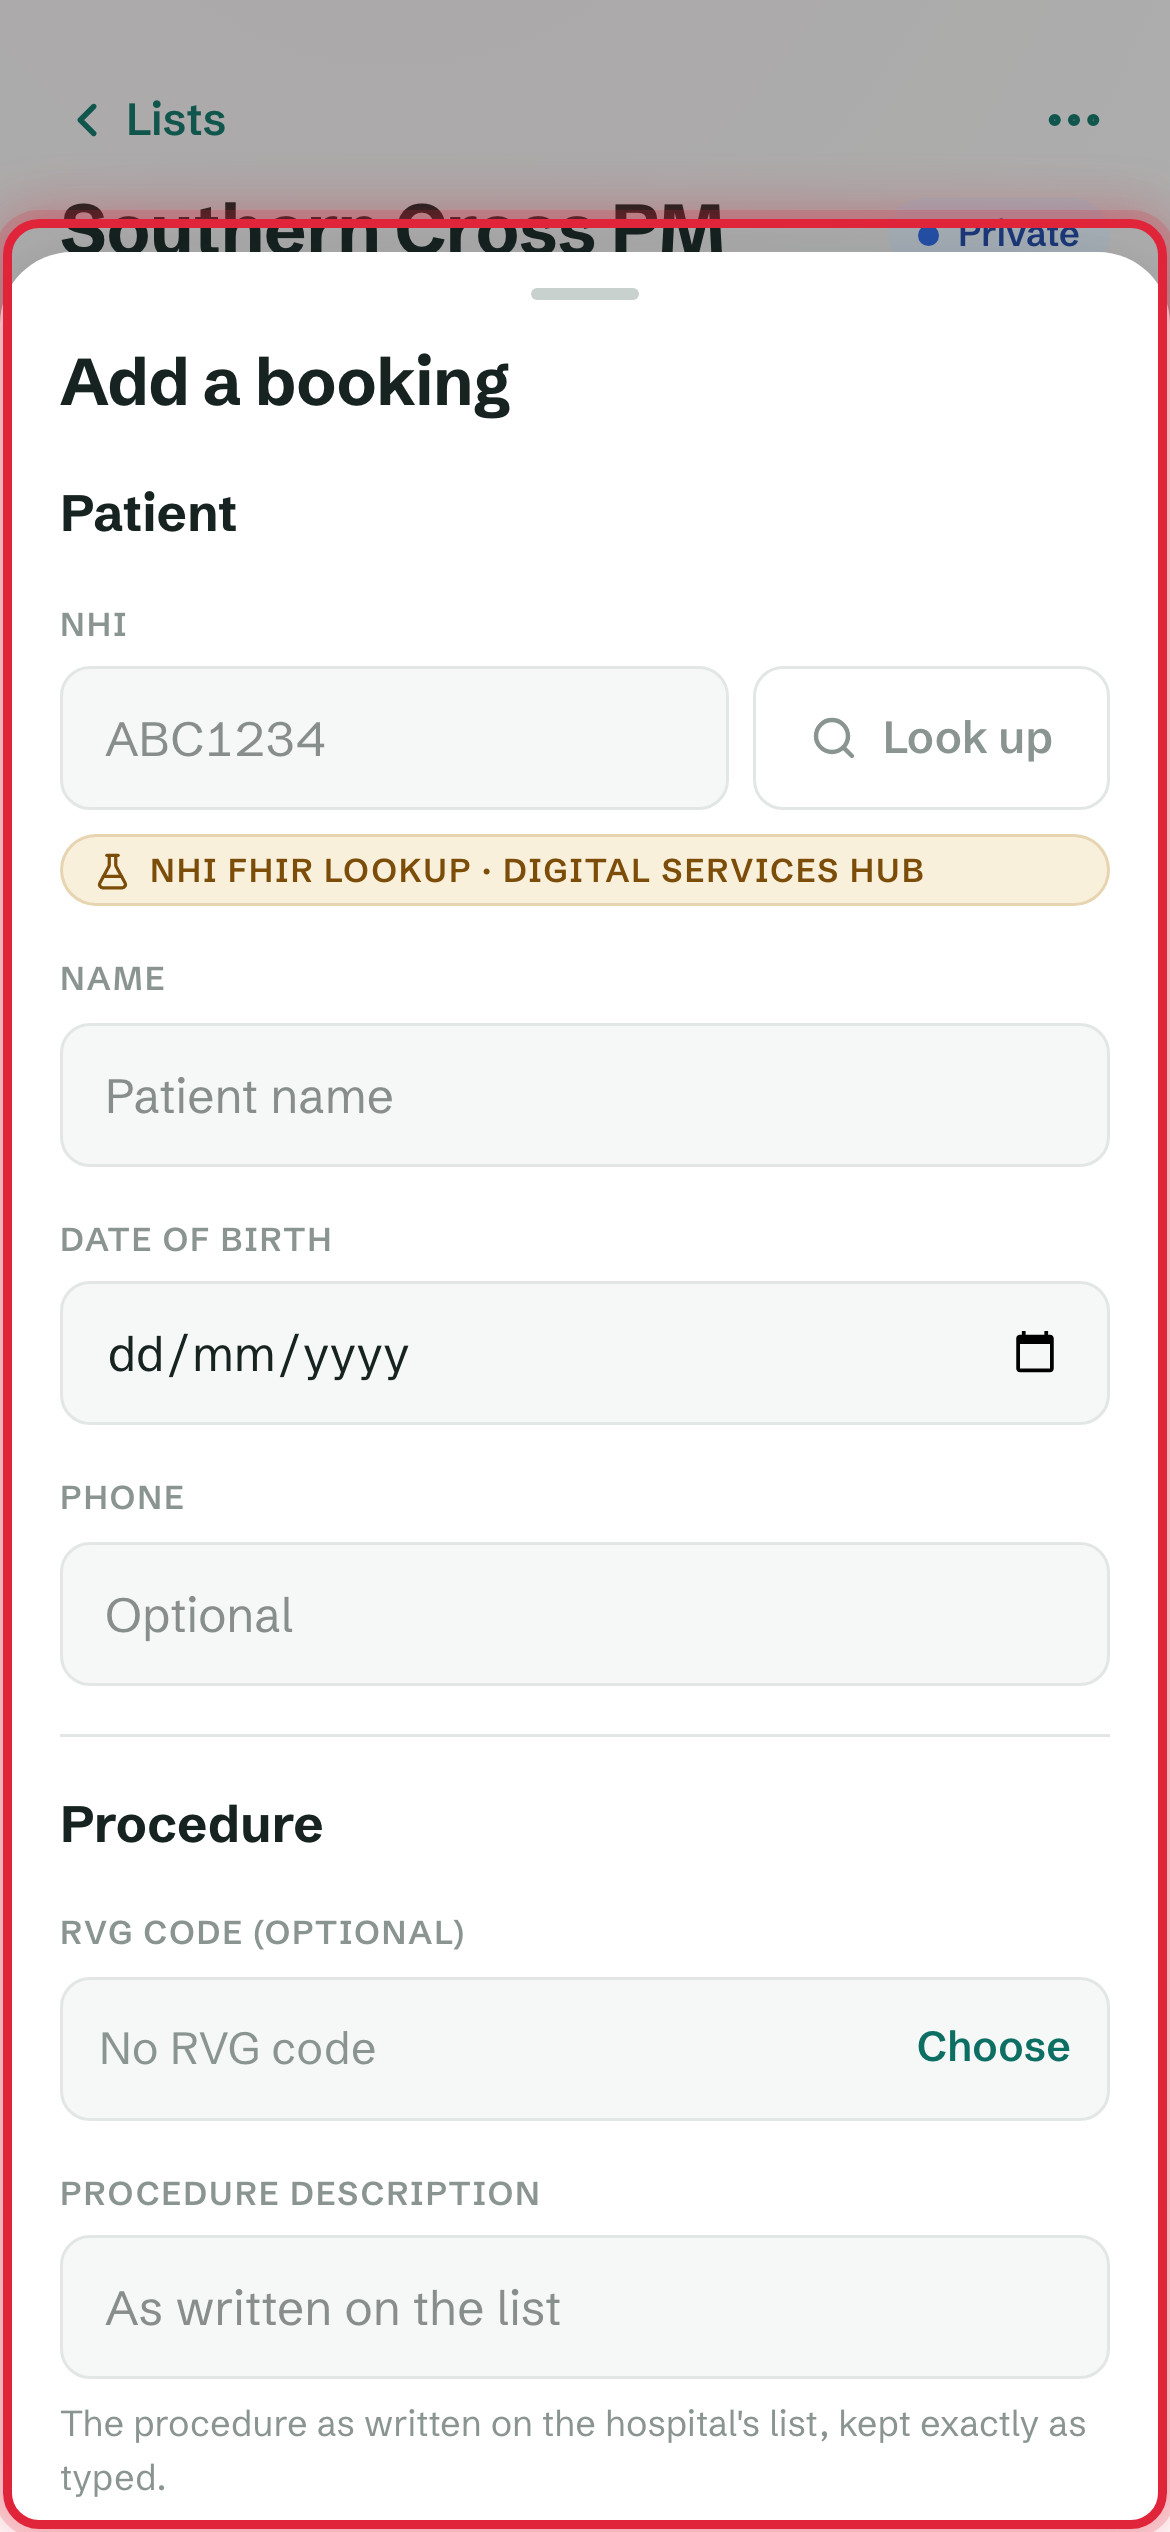 Lists
Southern Cross PM
Private
Add a booking
Patient
NHI
ABC1234
Look up
NHI FHIR LOOKUP · DIGITAL SERVICES HUB
NAME
Patient name
DATE OF BIRTH
dd/mm/yyyy
PHONE
Optional
Procedure
RVG CODE (OPTIONAL)
No RVG code
Choose
PROCEDURE DESCRIPTION
As written on the list
The procedure as written on the hospital's list, kept exactly as
typed.